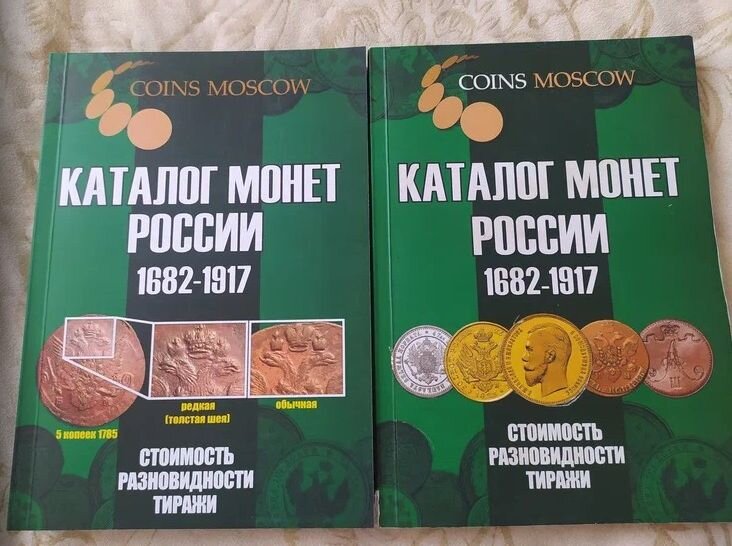 COINS MOSCOW
КАТАЛОГ МОНЕТ
РОССИИ
1682-1917
5 копеек 1785
редкая
(толстая шея)
обычная
СТОИМОСТЬ
РАЗНОВИДНОСТИ
ТИРАЖИ
COINS MOSCOW
КАТАЛОГ МОНЕТ
РОССИИ
1682-1917
СТОИМОСТЬ
РАЗНОВИДНОСТИ
ТИРАЖИ